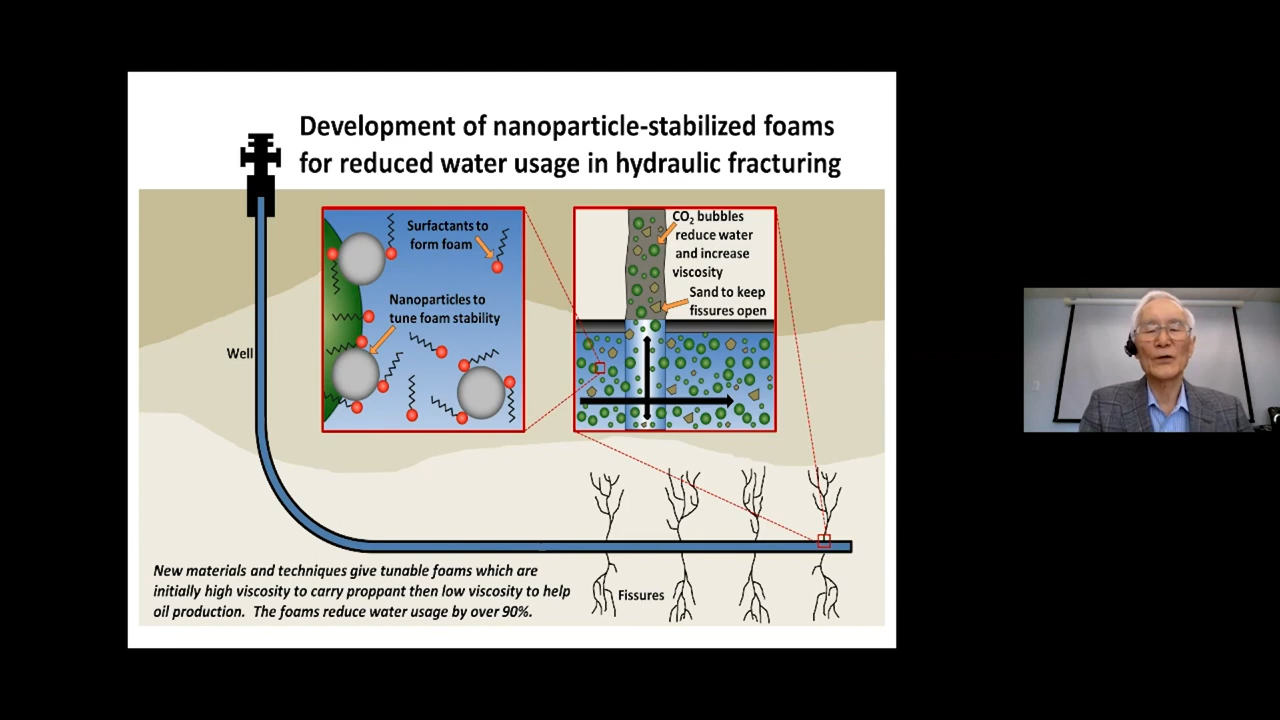 Development of nanoparticle-stabilized foams
for reduced water usage in hydraulic fracturing
Surfactants to
form foam
Nanoparticles to
tune foam stability
CO₂ bubbles
reduce water
and increase
viscosity
Sand to keep
fissures open
Well
New materials and techniques give tunable foams which are
initially high viscosity to carry proppant then low viscosity to help
oil production. The foams reduce water usage by over 90%.
Fissures